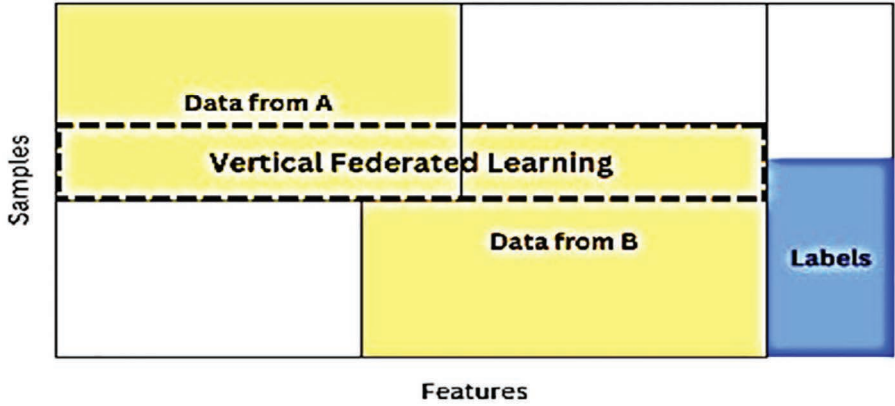 Data from A
Vertical Federated Learning
Samples
Data from B
Labels
Features